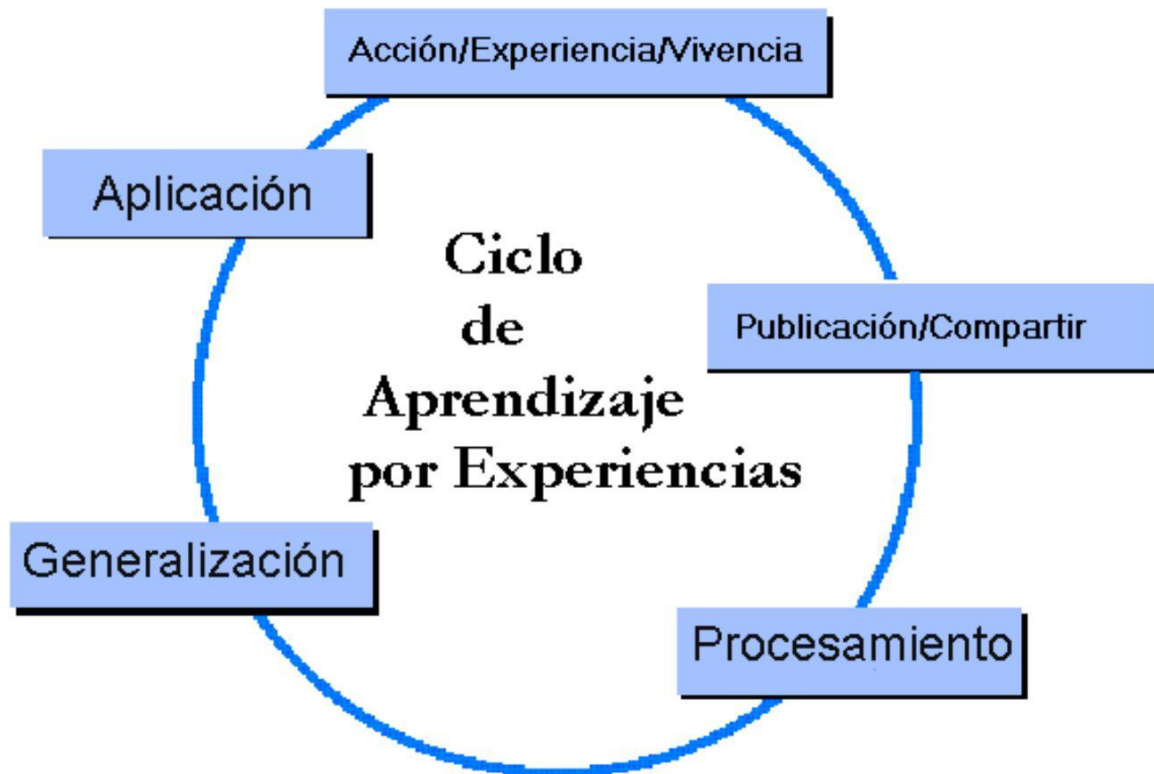 Acción/Experiencia/Vivencia
Aplicación
Ciclo
de
Aprendizaje
por Experiencias
Publicación/Compartir
Generalización
Procesamiento